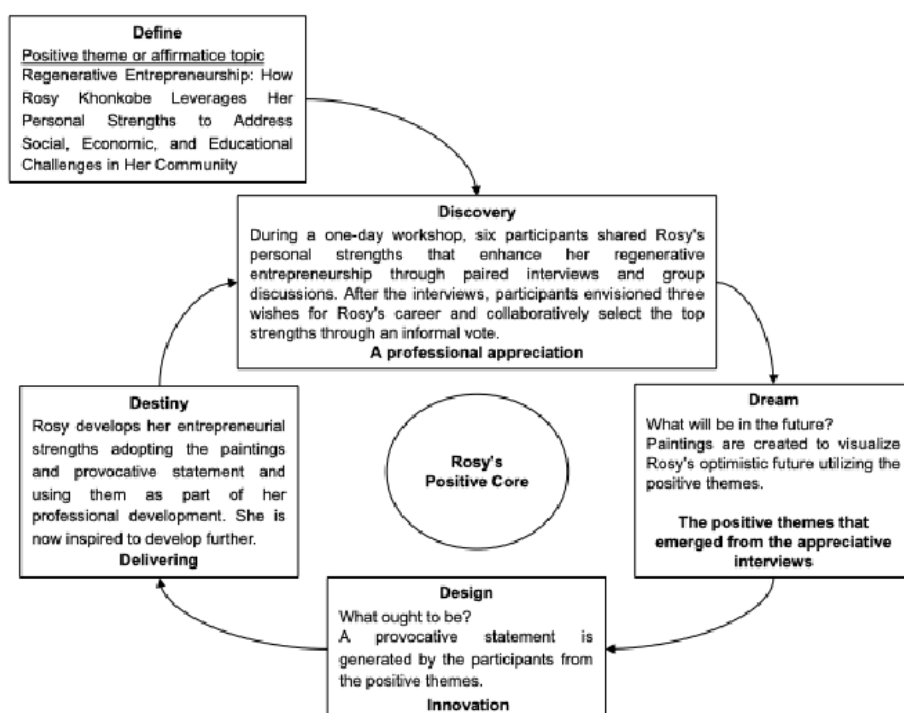 Define
Positive theme or affirmatice topic
Regenerative Entrepreneurship: How
Rosy Khonkobe Leverages Her
Personal Strengths to Address
Social, Economic, and Educational
Challenges in Her Community
Discovery
During a one-day workshop, six participants shared Rosy's
personal strengths that enhance her regenerative
entrepreneurship through paired interviews and group
discussions. After the interviews, participants envisioned three
wishes for Rosy's career and collaboratively select the top
strengths through an informal vote.
A professional appreciation
Dream
What will be in the future?
Paintings are created to visualize
Rosy's optimistic future utilizing the
positive themes.
The positive themes that
emerged from the appreciative
interviews
Design
What ought to be?
A provocative statement is
generated by the participants from
the positive themes.
Innovation
Destiny
Rosy develops her entrepreneurial
strengths adopting the paintings
and provocative statement and
using them as part of her
professional development. She is
now inspired to develop further.
Delivering
Rosy's
Positive Core